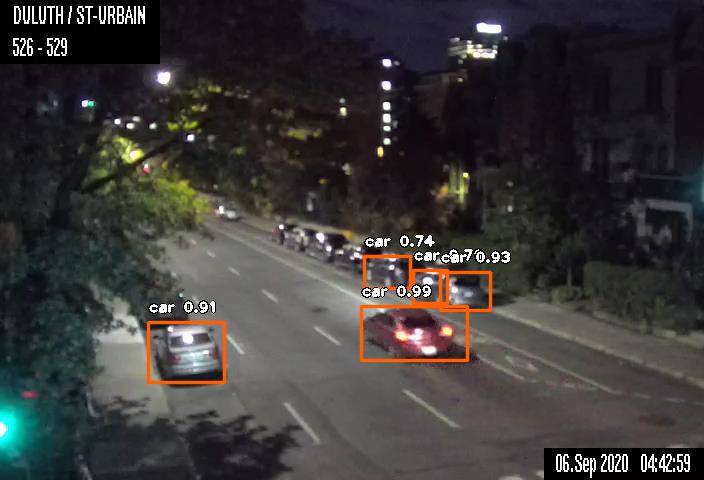 DULUTH / ST-URBAIN
526 - 529
car 0.74
car 0.93
car 0.99
car 0.91
06.Sep 2020 04:42:59